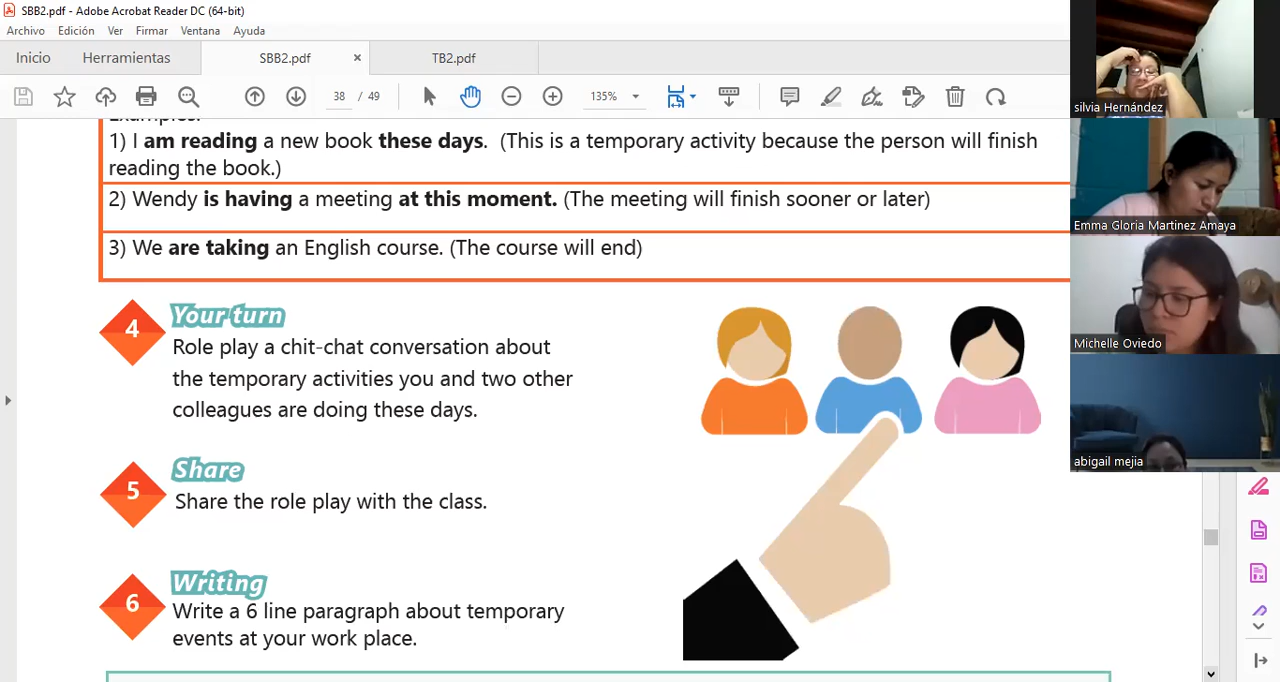 SBB2.pdf - Adobe Acrobat Reader DC (64-bit)
Archivo Edición Ver Firmar Ventana Ayuda
Inicio Herramientas SBB2.pdf × TB2.pdf
38 / 49 135%
Examples:
1) I am reading a new book these days. (This is a temporary activity because the person will finish
reading the book.)
2) Wendy is having a meeting at this moment. (The meeting will finish sooner or later)
3) We are taking an English course. (The course will end)
4 Your turn
Role play a chit-chat conversation about
the temporary activities you and two other
colleagues are doing these days.
5 Share
Share the role play with the class.
6 Writing
Write a 6 line paragraph about temporary
events at your work place.
silvia Hernández
Emma Gloria Martinez Amaya
Michelle Oviedo
abigail mejia